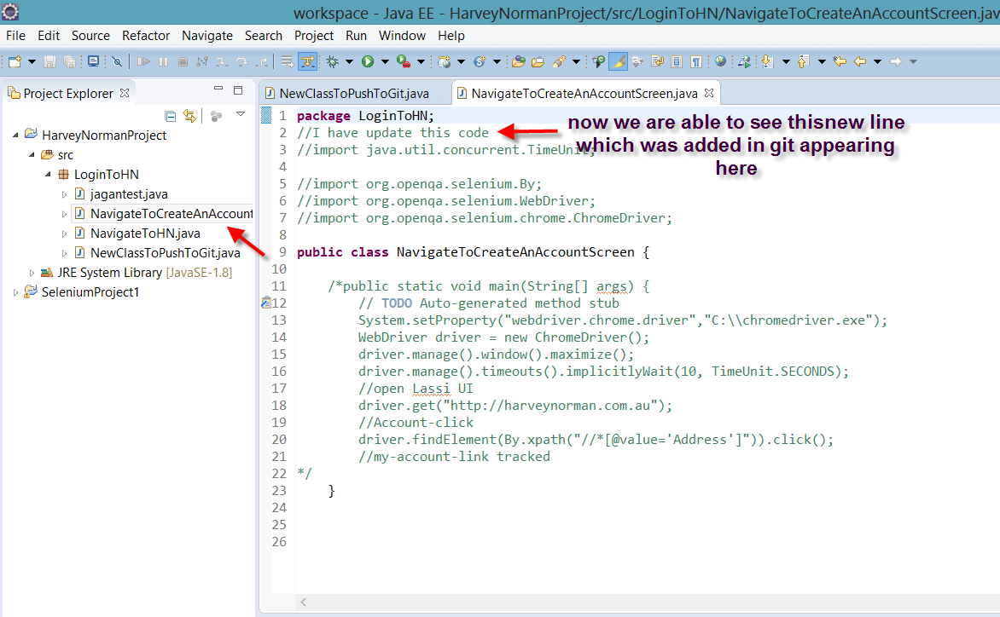 workspace - Java EE - HarveyNormanProject/src/LoginToHN/NavigateToCreateAnAccountScreen.jav
File Edit Source Refactor Navigate Search Project Run Window Help
Project Explorer
HarveyNormanProject
src
LoginToHN
jagantest.java
NavigateToCreateAnAccount
NavigateToHN.java
NewClassToPushToGit.java
JRE System Library [JavaSE-1.8]
SeleniumProject1
NewClassToPushToGit.java NavigateToCreateAnAccountScreen.java
1 package LoginToHN;
2 //I have update this code
3 //import java.util.concurrent.TimeUnit;
now we are able to see thisnew line
which was added in git appearing
here
4
5 //import org.openqa.selenium.By;
6 //import org.openqa.selenium.WebDriver;
7 //import org.openqa.selenium.chrome.ChromeDriver;
8
9 public class NavigateToCreateAnAccountScreen {
10
11 /*public static void main(String[] args) {
12 // TODO Auto-generated method stub
13 System.setProperty("webdriver.chrome.driver","C:\\chromedriver.exe");
14 WebDriver driver = new ChromeDriver();
15 driver.manage().window().maximize();
16 driver.manage().timeouts().implicitlyWait(10, TimeUnit.SECONDS);
17 //open Lassi UI
18 driver.get("http://harveynorman.com.au");
19 //Account-click
20 driver.findElement(By.xpath("//*[@value='Address']")).click();
21 //my-account-link tracked
22 */
23 }
24
25
26